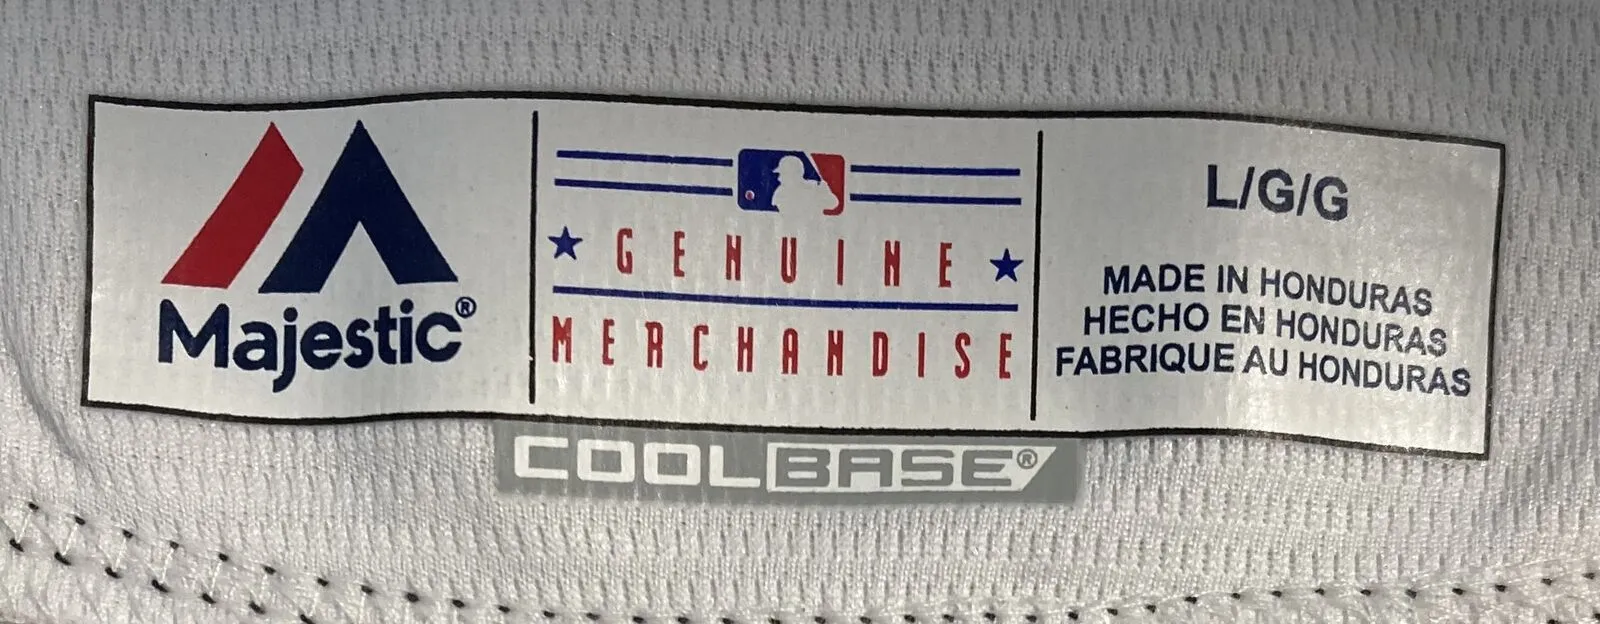 Majestic®
GENUINE
MERCHANDISE
L/G/G
MADE IN HONDURAS
HECHO EN HONDURAS
FABRIQUE AU HONDURAS
COOLBASE®